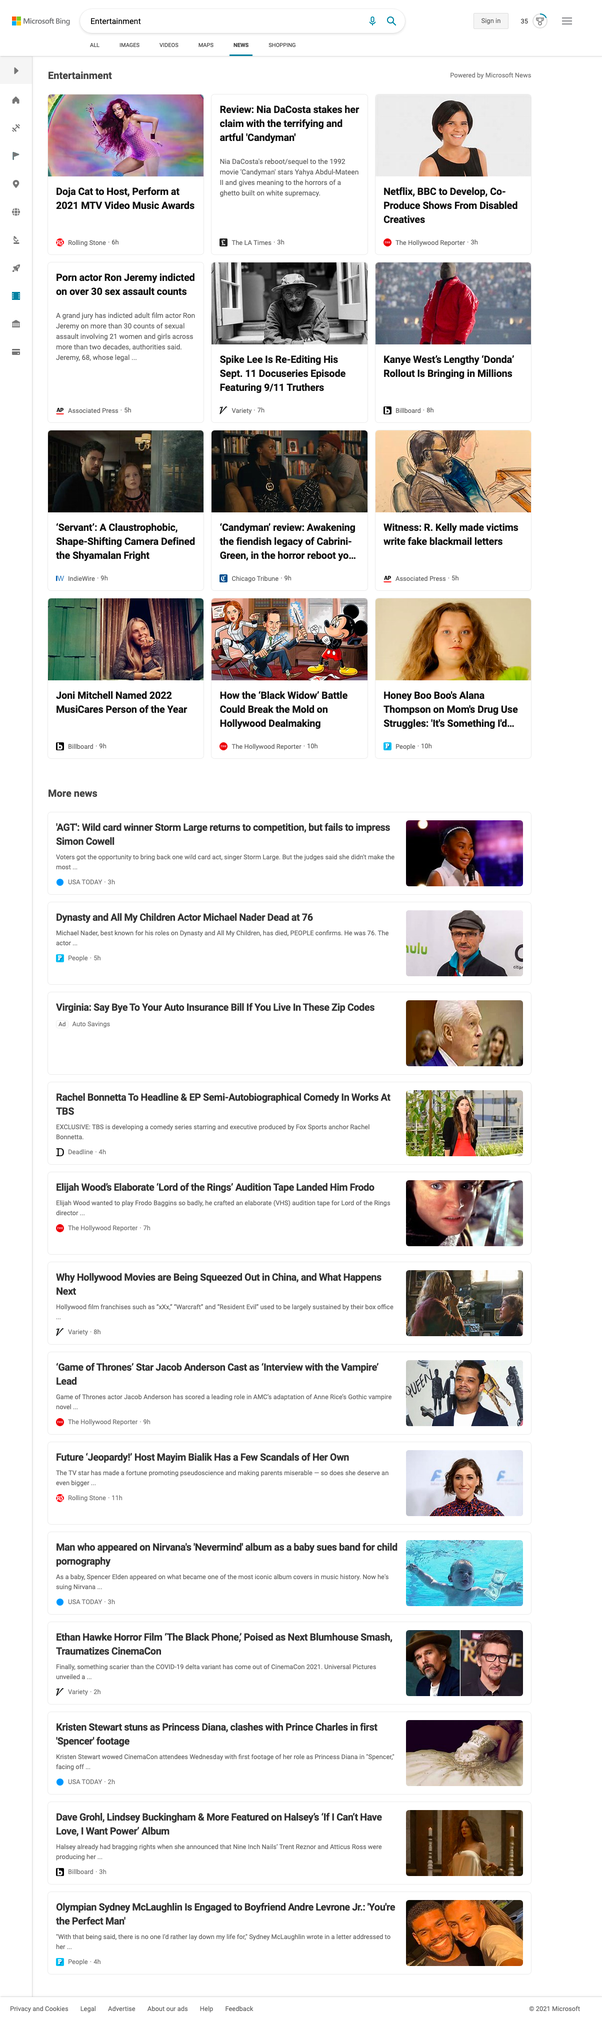 Microsoft Bing
Entertainment
Sign in
35
ALL
IMAGES
VIDEOS
MAPS
NEWS
SHOPPING
Entertainment
Powered by Microsoft News
Doja Cat to Host, Perform at
2021 MTV Video Music Awards
Rolling Stone · 6h
Review: Nia DaCosta stakes her
claim with the terrifying and
artful 'Candyman'
Nia DaCosta's reboot/sequel to the 1992
movie 'Candyman' stars Yahya Abdul-Mateen
II and gives meaning to the horrors of a
ghetto built on white supremacy.
The LA Times · 3h
Netflix, BBC to Develop, Co-
Produce Shows From Disabled
Creatives
The Hollywood Reporter · 3h
Porn actor Ron Jeremy indicted
on over 30 sex assault counts
A grand jury has indicted adult film actor Ron
Jeremy on more than 30 counts of sexual
assault involving 21 women and girls across
more than two decades, authorities said.
Jeremy, 68, whose legal ...
AP Associated Press · 5h
Spike Lee Is Re-Editing His
Sept. 11 Docuseries Episode
Featuring 9/11 Truthers
Variety · 7h
Kanye West's Lengthy 'Donda'
Rollout Is Bringing in Millions
Billboard · 8h
'Servant': A Claustrophobic,
Shape-Shifting Camera Defined
the Shyamalan Fright
IW IndieWire · 9h
'Candyman' review: Awakening
the fiendish legacy of Cabrini-
Green, in the horror reboot yo...
Chicago Tribune · 9h
Witness: R. Kelly made victims
write fake blackmail letters
AP Associated Press · 5h
Joni Mitchell Named 2022
MusiCares Person of the Year
Billboard · 9h
How the 'Black Widow' Battle
Could Break the Mold on
Hollywood Dealmaking
The Hollywood Reporter · 10h
Honey Boo Boo's Alana
Thompson on Mom's Drug Use
Struggles: 'It's Something I'd...
People · 10h
More news
'AGT': Wild card winner Storm Large returns to competition, but fails to impress
Simon Cowell
Voters got the opportunity to bring back one wild card act, singer Storm Large. But the judges said she didn't make the
most ...
USA TODAY · 3h
Dynasty and All My Children Actor Michael Nader Dead at 76
Michael Nader, best known for his roles on Dynasty and All My Children, has died, PEOPLE confirms. He was 76. The
actor ...
People · 5h
hulu
Virginia: Say Bye To Your Auto Insurance Bill If You Live In These Zip Codes
Ad Auto Savings
Rachel Bonnetta To Headline & EP Semi-Autobiographical Comedy In Works At
TBS
EXCLUSIVE: TBS is developing a comedy series starring and executive produced by Fox Sports anchor Rachel
Bonnetta.
Deadline · 4h
Elijah Wood's Elaborate 'Lord of the Rings' Audition Tape Landed Him Frodo
Elijah Wood wanted to play Frodo Baggins so badly, he crafted an elaborate (VHS) audition tape for Lord of the Rings
director ...
The Hollywood Reporter · 7h
Why Hollywood Movies are Being Squeezed Out in China, and What Happens
Next
Hollywood film franchises such as "xXx," "Warcraft" and "Resident Evil" used to be largely sustained by their box office
...
Variety · 8h
'Game of Thrones' Star Jacob Anderson Cast as 'Interview with the Vampire'
Lead
Game of Thrones actor Jacob Anderson has scored a leading role in AMC's adaptation of Anne Rice's Gothic vampire
novel ...
The Hollywood Reporter · 9h
QUEEN
Future 'Jeopardy!' Host Mayim Bialik Has a Few Scandals of Her Own
The TV star has made a fortune promoting pseudoscience and making parents miserable — so does she deserve an
even bigger ...
Rolling Stone · 11h
Man who appeared on Nirvana's 'Nevermind' album as a baby sues band for child
pornography
As a baby, Spencer Elden appeared on what became one of the most iconic album covers in music history. Now he's
suing Nirvana ...
USA TODAY · 3h
Ethan Hawke Horror Film 'The Black Phone,' Poised as Next Blumhouse Smash,
Traumatizes CinemaCon
Finally, something scarier than the COVID-19 delta variant has come out of CinemaCon 2021. Universal Pictures
unveiled a ...
Variety · 2h
Kristen Stewart stuns as Princess Diana, clashes with Prince Charles in first
'Spencer' footage
Kristen Stewart wowed CinemaCon attendees Wednesday with first footage of her role as Princess Diana in "Spencer,"
facing off ...
USA TODAY · 2h
Dave Grohl, Lindsey Buckingham & More Featured on Halsey's 'If I Can't Have
Love, I Want Power' Album
Halsey already had bragging rights when she announced that Nine Inch Nails' Trent Reznor and Atticus Ross were
producing her ...
Billboard · 3h
Olympian Sydney McLaughlin Is Engaged to Boyfriend Andre Levrone Jr.: 'You're
the Perfect Man'
"With that being said, there is no one I'd rather lay down my life for," Sydney McLaughlin wrote in a letter addressed to
her ...
People · 4h
Privacy and Cookies
Legal
Advertise
About our ads
Help
Feedback
© 2021 Microsoft